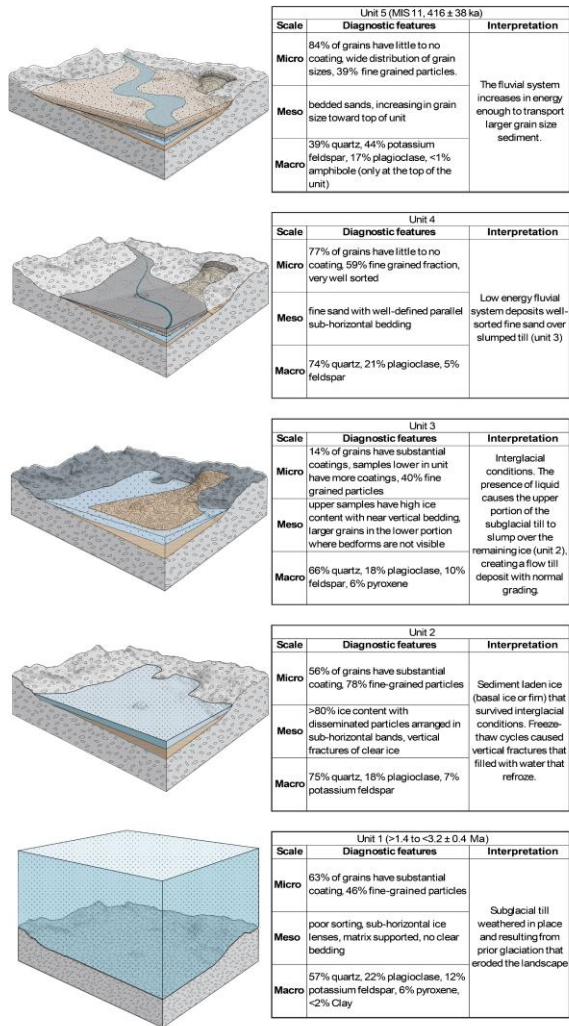 Unit 5 (MIS 11, 416 ± 38 ka)
Scale Diagnostic features Interpretation
Micro 84% of grains have little to no
coating, wide distribution of grain
sizes, 39% fine grained particles.
Meso bedded sands, increasing in grain
size toward top of unit
Macro 39% quartz, 44% potassium
feldspar, 17% plagioclase, <1%
amphibole (only at the top of the
unit)
The fluvial system
increases in energy
enough to transport
larger grain size
sediment.
Unit 4
Scale Diagnostic features Interpretation
Micro 77% of grains have little to no
coating, 59% fine grained fraction,
very well sorted
Meso fine sand with well-defined parallel
sub-horizontal bedding
Macro 74% quartz, 21% plagioclase, 5%
feldspar
Low energy fluvial
system deposits well-
sorted fine sand over
slumped till (unit 3)
Unit 3
Scale Diagnostic features Interpretation
Micro 14% of grains have substantial
coatings, samples lower in unit
have more coatings, 40% fine
grained particles
Meso upper samples have high ice
content with near vertical bedding,
larger grains in the lower portion
where bedforms are not visible
Macro 66% quartz, 18% plagioclase, 10%
feldspar, 6% pyroxene
Interglacial
conditions. The
presence of liquid
causes the upper
portion of the
subglacial till to
slump over the
remaining ice (unit 2),
creating a flow till
deposit with normal
grading.
Unit 2
Scale Diagnostic features Interpretation
Micro 56% of grains have substantial
coating, 78% fine-grained particles
Meso >80% ice content with
disseminated particles arranged in
sub-horizontal bands, vertical
fractures of clear ice
Macro 75% quartz, 18% plagioclase, 7%
potassium feldspar
Sediment laden ice
(basal ice or firn) that
survived interglacial
conditions. Freeze-
thaw cycles caused
vertical fractures that
filled with water that
refroze.
Unit 1 (>1.4 to <3.2 ± 0.4 Ma)
Scale Diagnostic features Interpretation
Micro 63% of grains have substantial
coating, 46% fine-grained particles
Meso poor sorting, sub-horizontal ice
lenses, matrix supported, no clear
bedding
Macro 57% quartz, 22% plagioclase, 12%
potassium feldspar, 6% pyroxene,
<2% Clay
Subglacial till
weathered in place
and resulting from
prior glaciation that
eroded the landscape